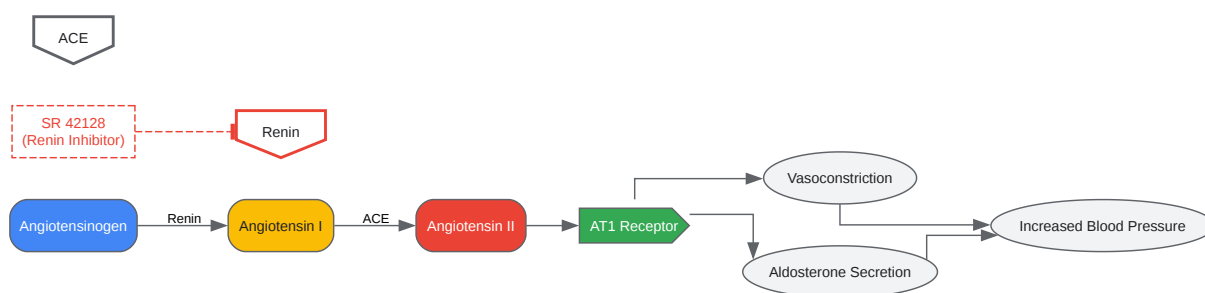 ACE
SR 42128
(Renin Inhibitor)
Renin
Angiotensinogen
Renin
Angiotensin I
ACE
Angiotensin II
AT1 Receptor
Vasoconstriction
Aldosterone Secretion
Increased Blood Pressure